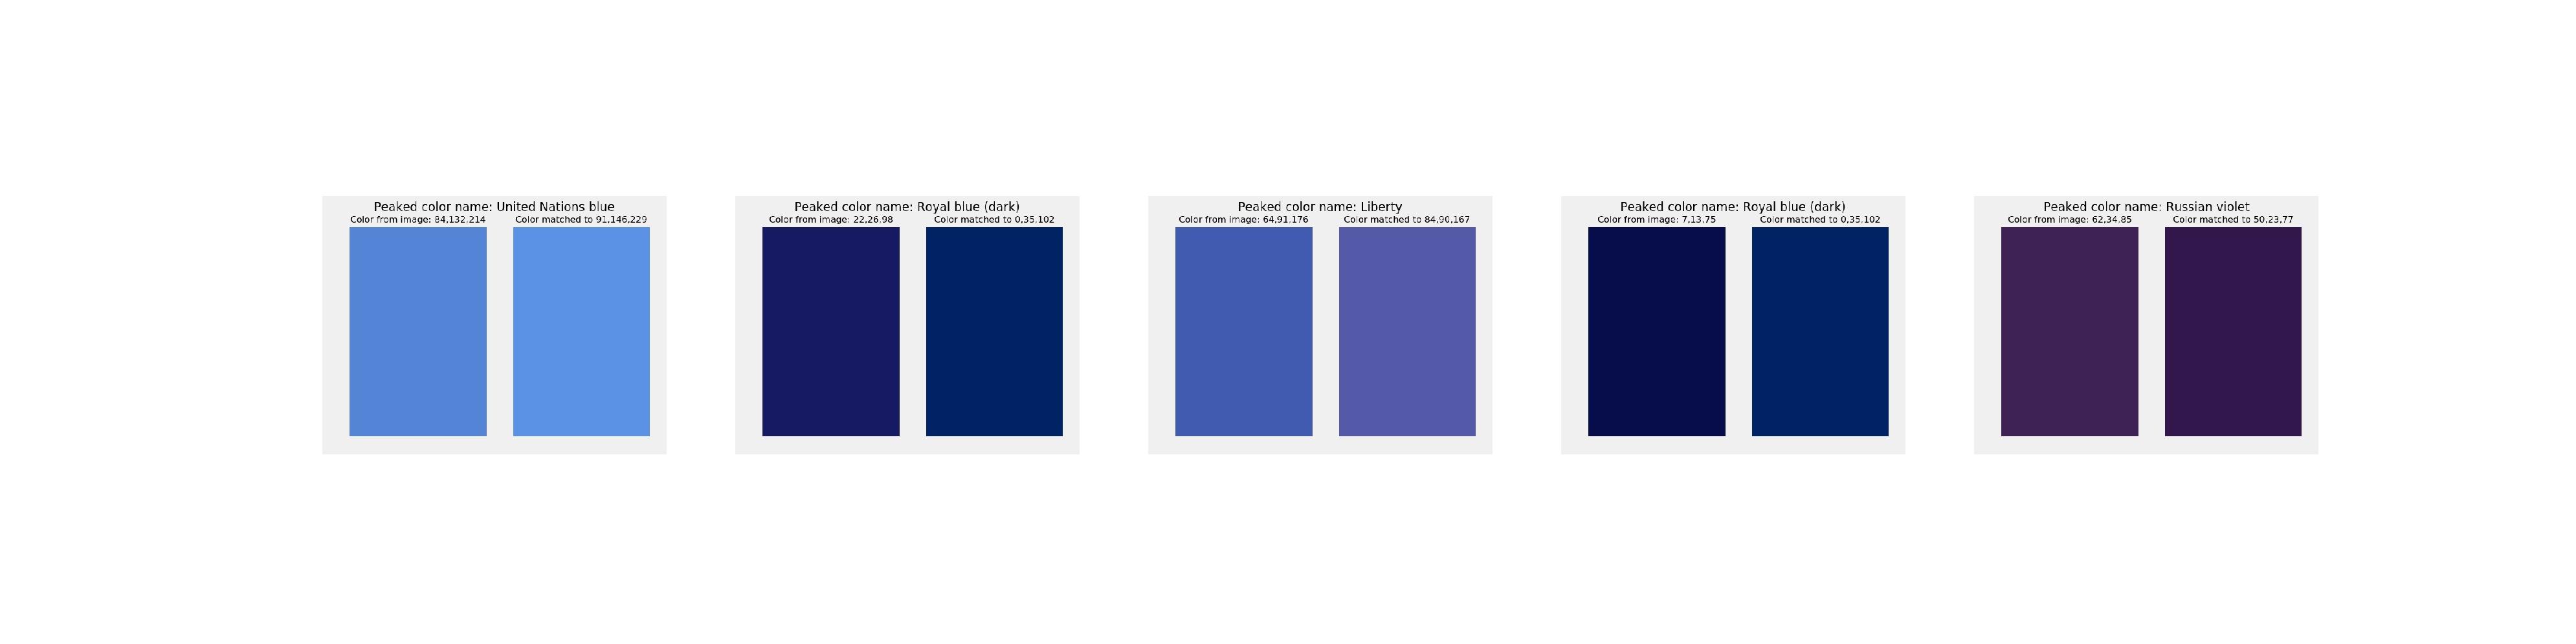 Peaked color name: United Nations blue
Color from image: 84,132,214
Color matched to 91,146,229
Peaked color name: Royal blue (dark)
Color from image: 22,26,98
Color matched to 0,35,102
Peaked color name: Liberty
Color from image: 64,91,176
Color matched to 84,90,167
Peaked color name: Royal blue (dark)
Color from image: 7,13,75
Color matched to 0,35,102
Peaked color name: Russian violet
Color from image: 62,34,85
Color matched to 50,23,77